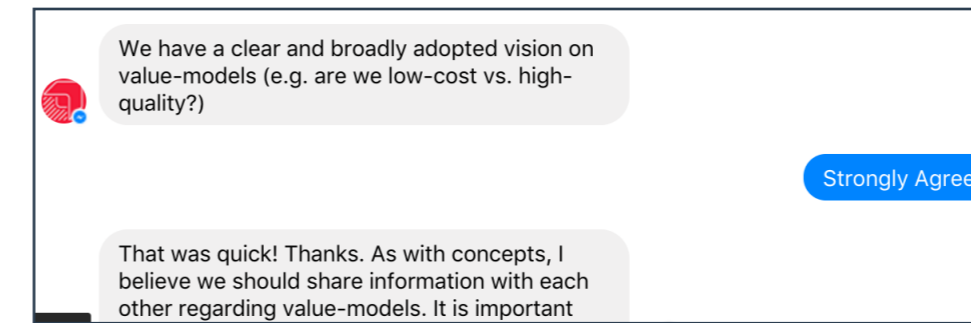 We have a clear and broadly adopted vision on
value-models (e.g. are we low-cost vs. high-
quality?)
Strongly Agree
That was quick! Thanks. As with concepts, I
believe we should share information with each
other regarding value-models. It is important